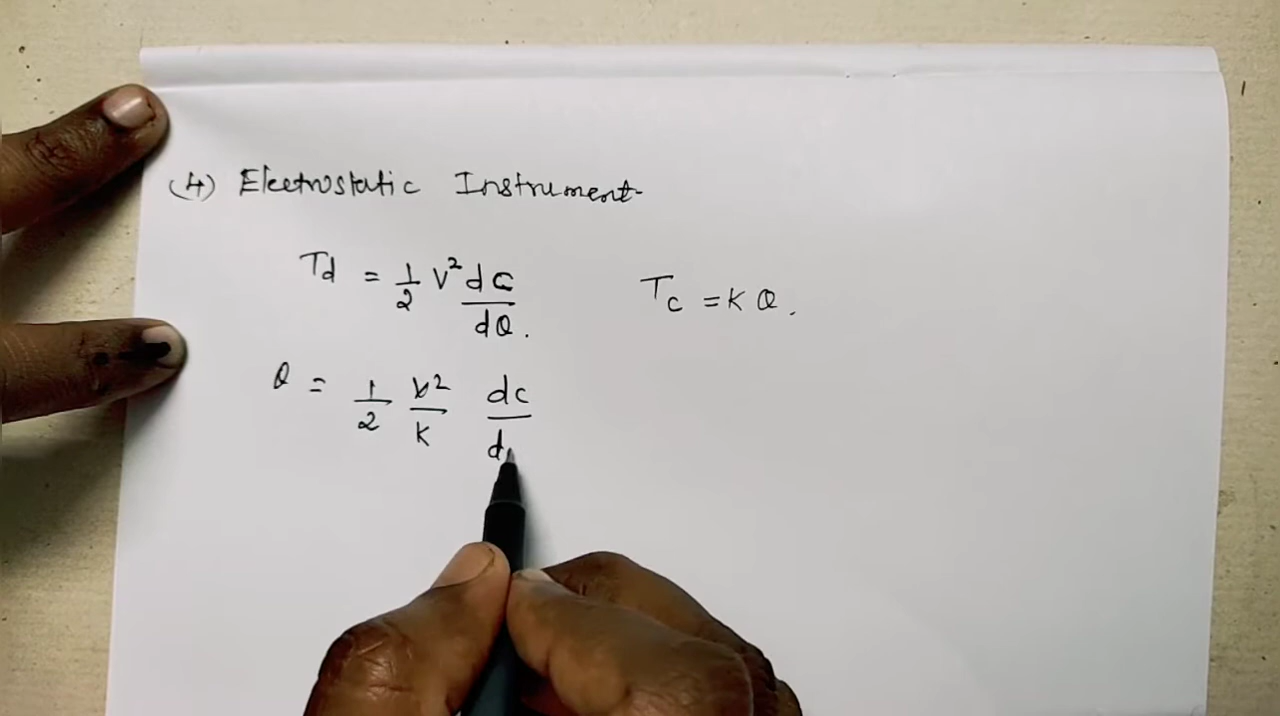 (4) Electrostatic Instrument
Td = 1/2 V² dC/dθ. Tc = Kθ.
θ = 1/2 V²/K dc/d